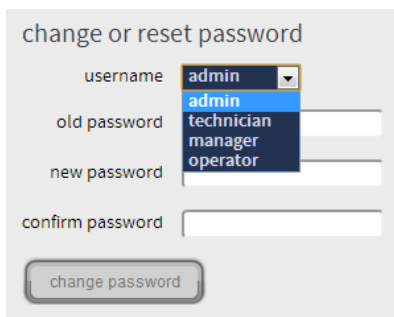 change or reset password
username admin
admin
old password technician
manager
new password operator
confirm password
change password